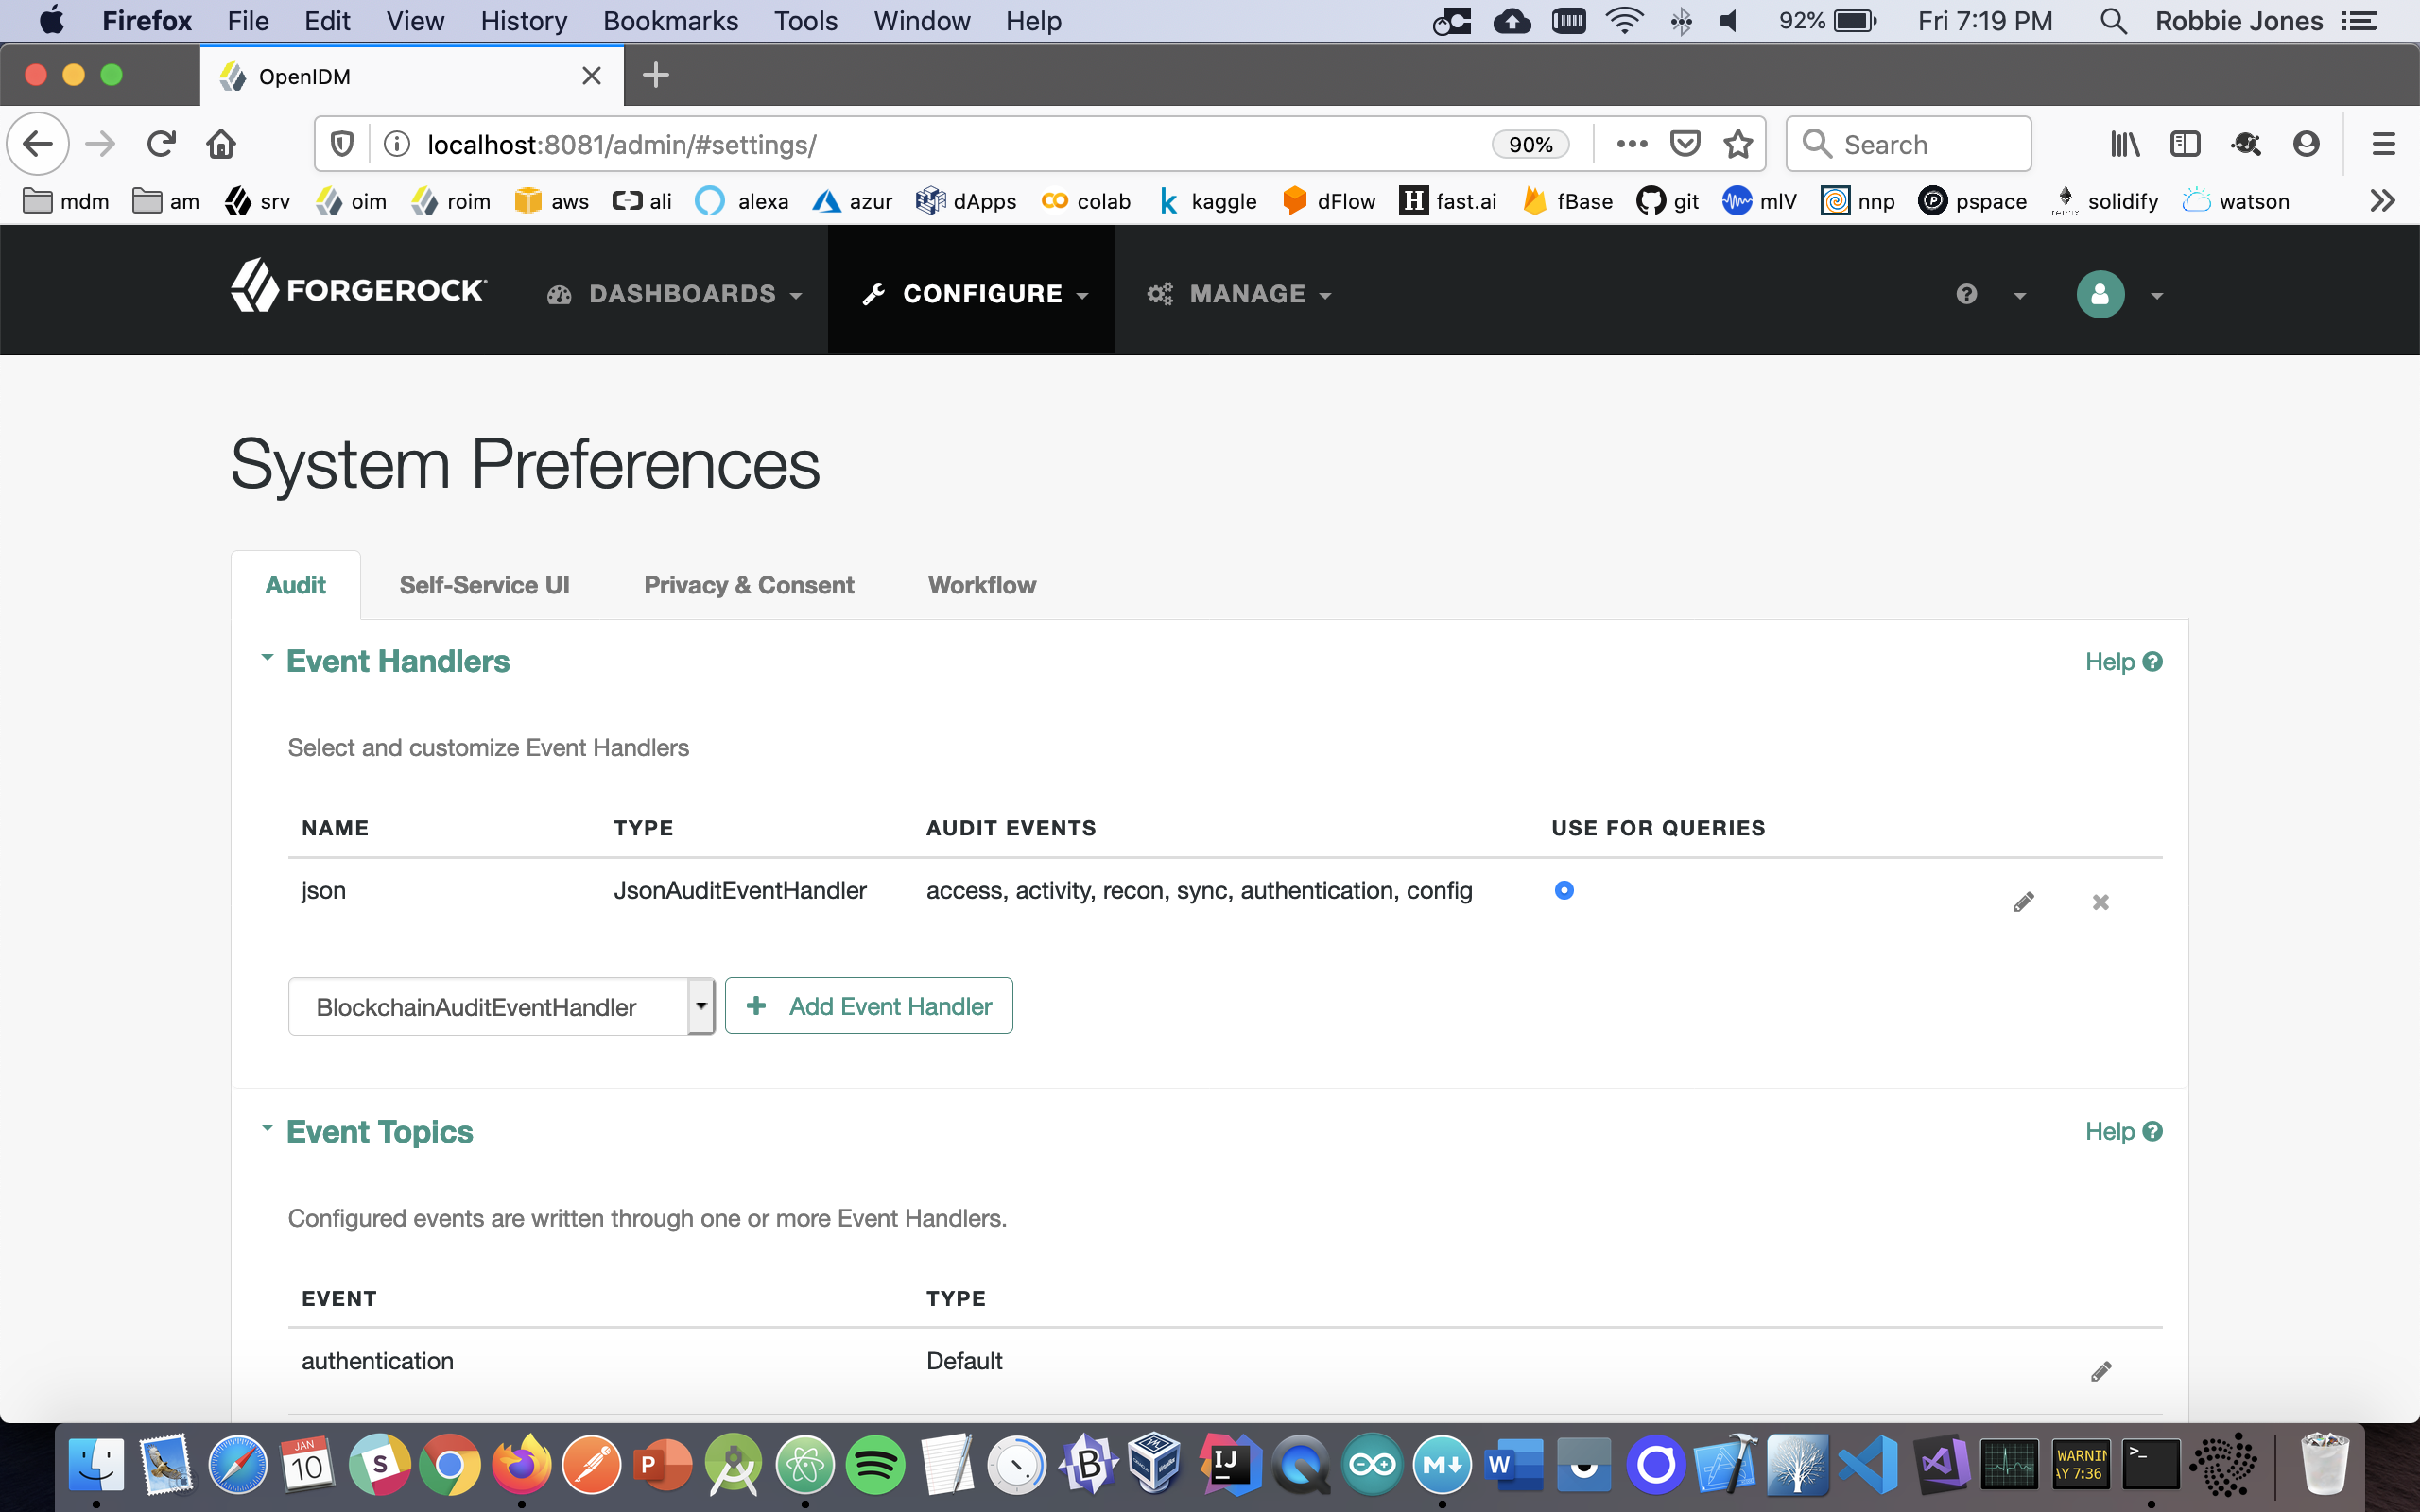 Firefox File Edit View History Bookmarks Tools Window Help 92% Fri 7:19 PM Robbie Jones
OpenIDM
localhost:8081/admin/#settings/ 90% Search
mdm am srv oim roim aws ali alexa azur dApps colab kaggle dFlow H fast.ai fBase git mlV nnp pspace solidify watson
FORGEROCK DASHBOARDS CONFIGURE MANAGE
System Preferences
Audit Self-Service UI Privacy & Consent Workflow
Event Handlers Help
Select and customize Event Handlers
NAME TYPE AUDIT EVENTS USE FOR QUERIES
json JsonAuditEventHandler access, activity, recon, sync, authentication, config
BlockchainAuditEventHandler + Add Event Handler
Event Topics Help
Configured events are written through one or more Event Handlers.
EVENT TYPE
authentication Default
JAN
10
S P B IJ M W
WARNIN
AY 7:36
>_